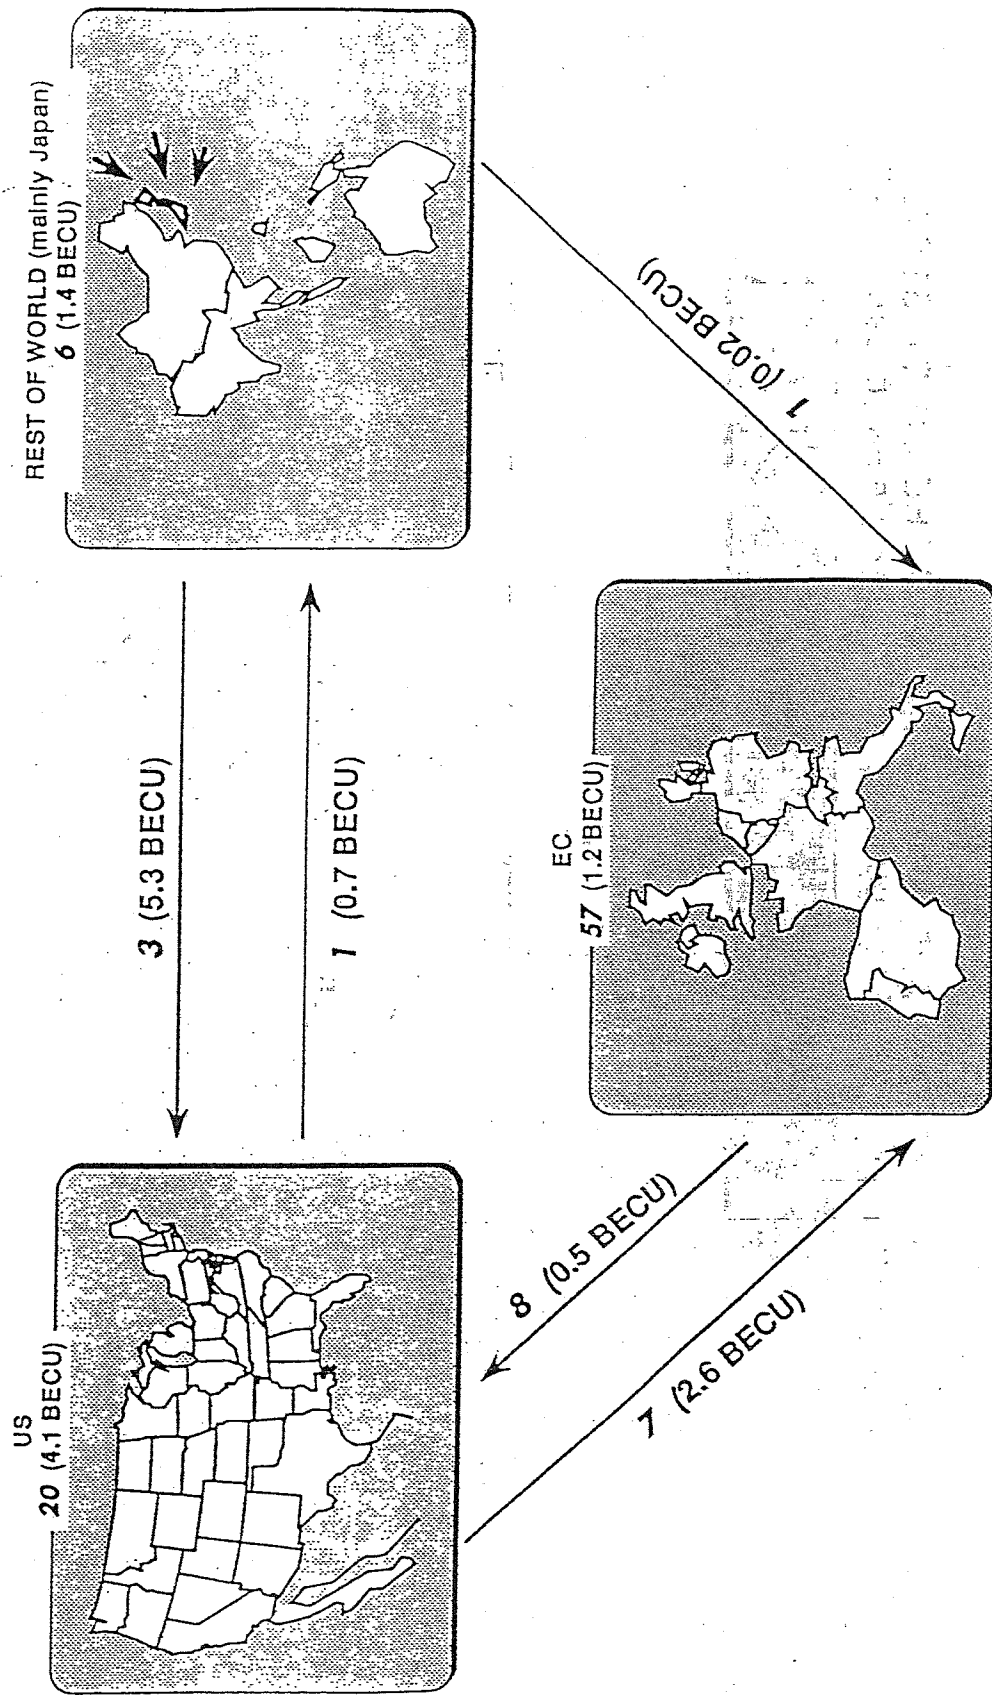 US
20 (4.1 BECU)
REST OF WORLD (mainly Japan)
6 (1.4 BECU)
3 (5.3 BECU)
1 (0.7 BECU)
8 (0.5 BECU)
7 (2.6 BECU)
1 (0.02 BECU)
EC
57 (1.2 BECU)